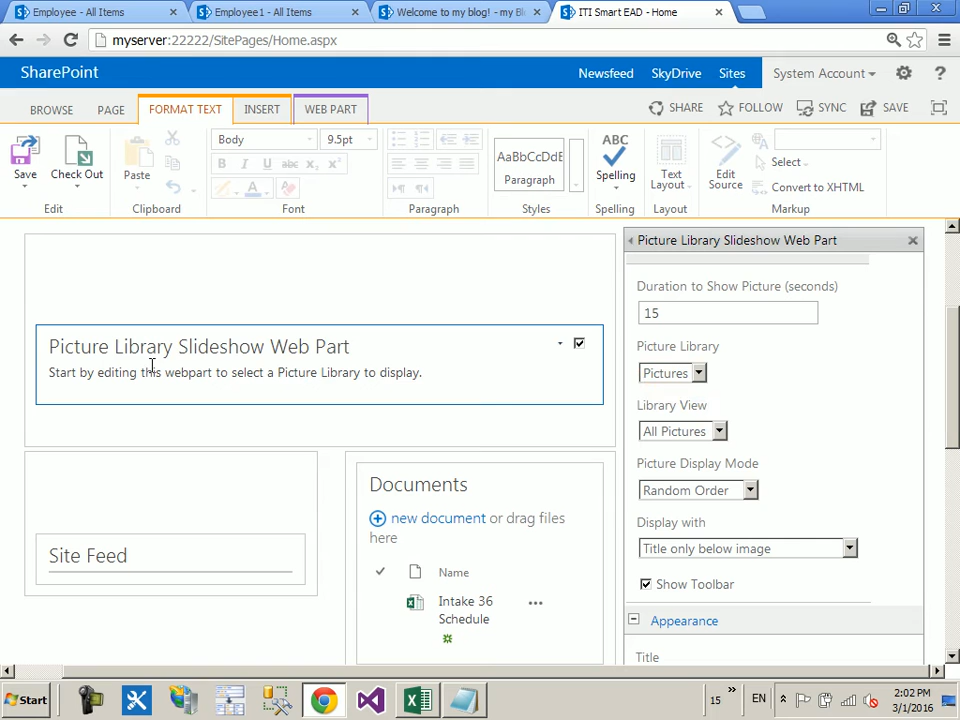 Employee - All Items
Employee1 - All Items
Welcome to my blog! - my Bl
ITI Smart EAD - Home
myserver:22222/SitePages/Home.aspx
SharePoint
Newsfeed
SkyDrive
Sites
System Account
?
BROWSE
PAGE
FORMAT TEXT
INSERT
WEB PART
SHARE
FOLLOW
SYNC
SAVE
Save
Check Out
Paste
Body
9.5pt
B I U abc x₂ x²
A
AaBbCcDdE
Paragraph
ABC
Spelling
Text
Layout
Edit
Source
Select
Convert to XHTML
Edit
Clipboard
Font
Paragraph
Styles
Spelling
Layout
Markup
Picture Library Slideshow Web Part
Start by editing this webpart to select a Picture Library to display.
Site Feed
Documents
new document or drag files
here
Name
Intake 36
Schedule
Picture Library Slideshow Web Part
Duration to Show Picture (seconds)
15
Picture Library
Pictures
Library View
All Pictures
Picture Display Mode
Random Order
Display with
Title only below image
Show Toolbar
Appearance
Title
Start
15
EN
2:02 PM
3/1/2016